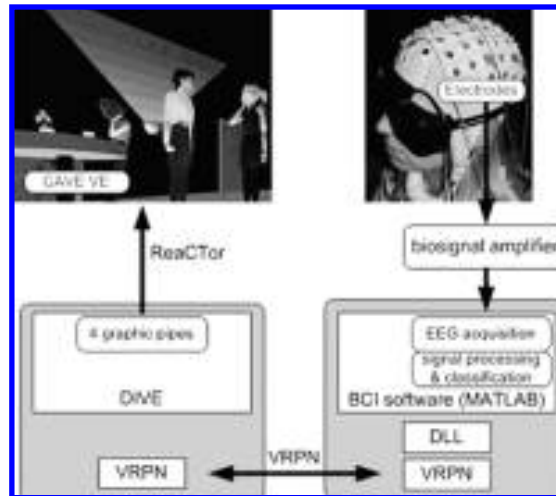 Electrodes
CAVE VE
ReaCTor
biosignal amplifier
4 graphic pipes
DIVE
EEG acquisition
signal processing
& classification
BCI software (MATLAB)
DLL
VRPN
VRPN
VRPN